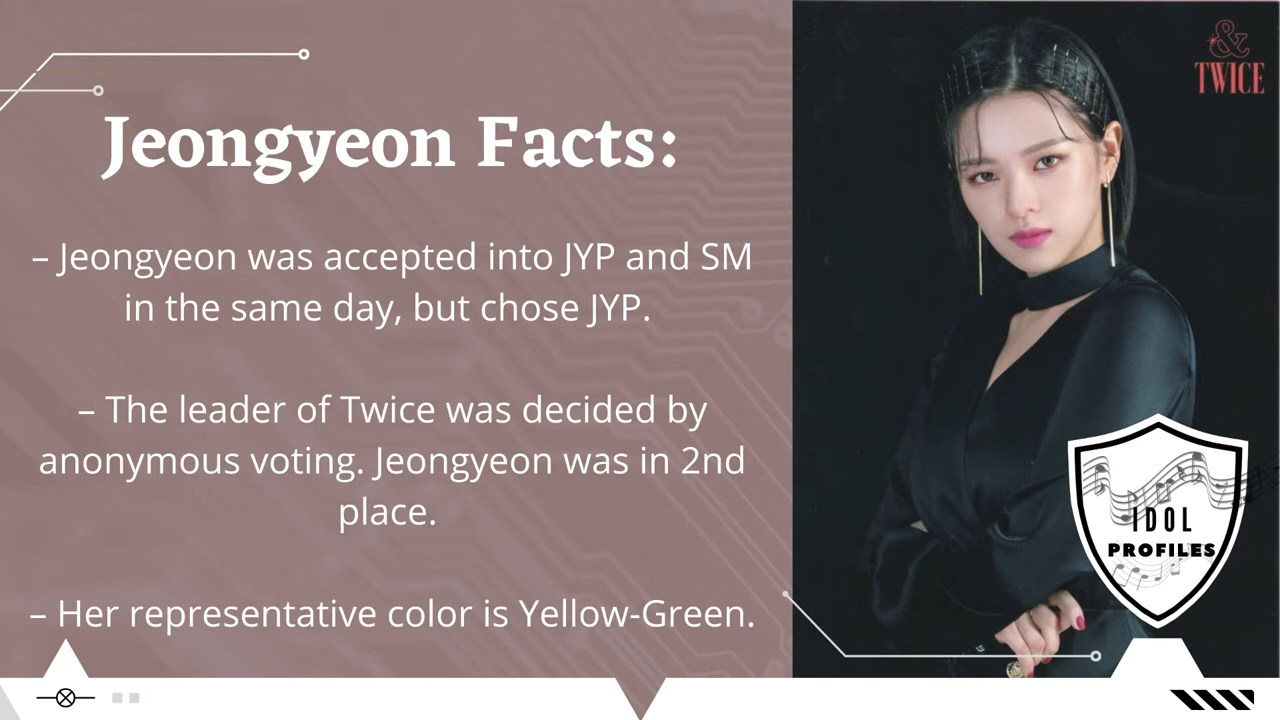 &
TWICE
Jeongyeon Facts:
– Jeongyeon was accepted into JYP and SM
in the same day, but chose JYP.
– The leader of Twice was decided by
anonymous voting. Jeongyeon was in 2nd
place.
– Her representative color is Yellow-Green.
IDOL
PROFILES